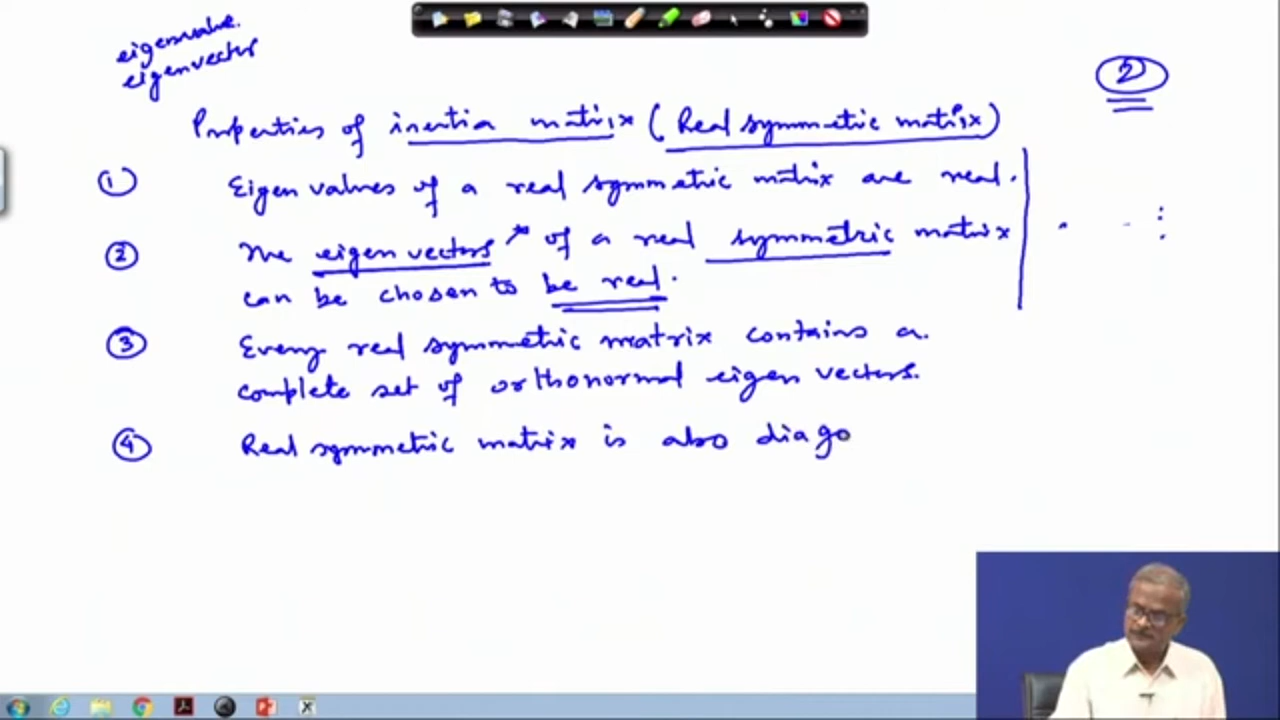 eigenvalue.
eigenvector
2
Properties of inertia matrix (Real symmetric matrix)
1 Eigen values of a real symmetric matrix are real.
2 The eigen vectors of a real symmetric matrix
can be chosen to be real.
3 Every real symmetric matrix contains a.
complete set of orthonormal eigen vectors.
4 Real symmetric matrix is also diago